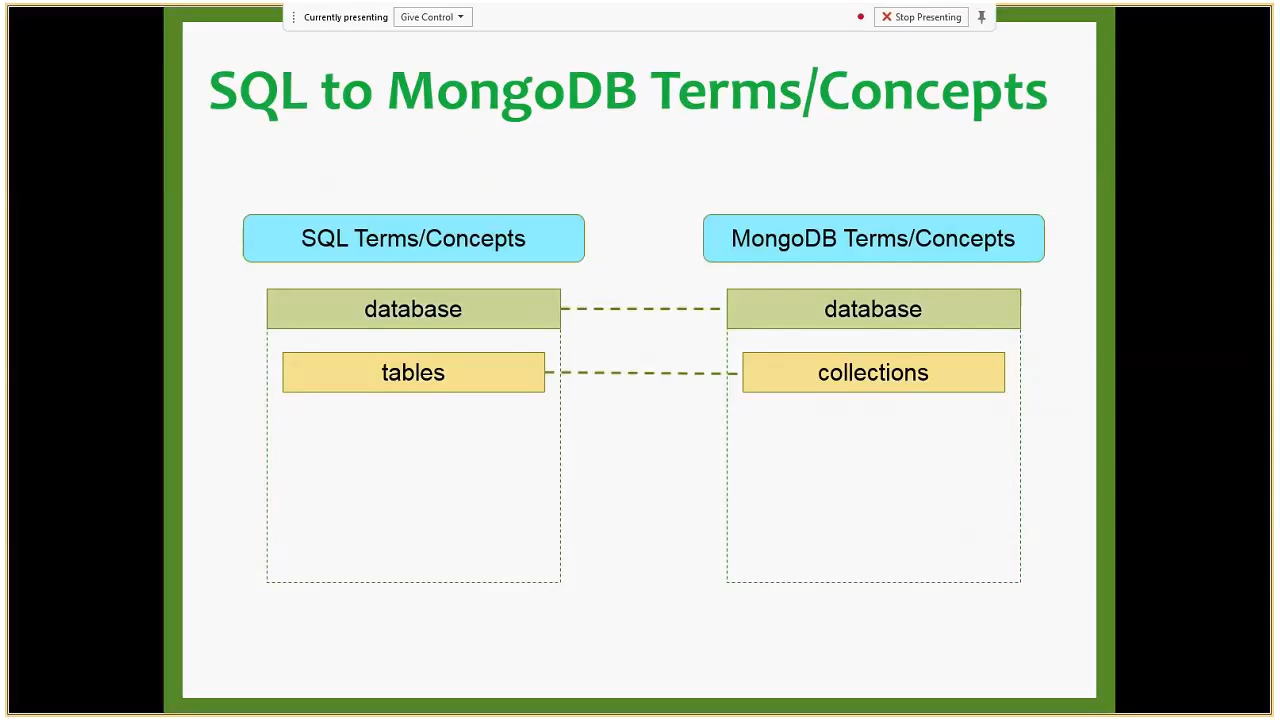 Currently presenting Give Control Stop Presenting
SQL to MongoDB Terms/Concepts
SQL Terms/Concepts MongoDB Terms/Concepts
database database
tables collections